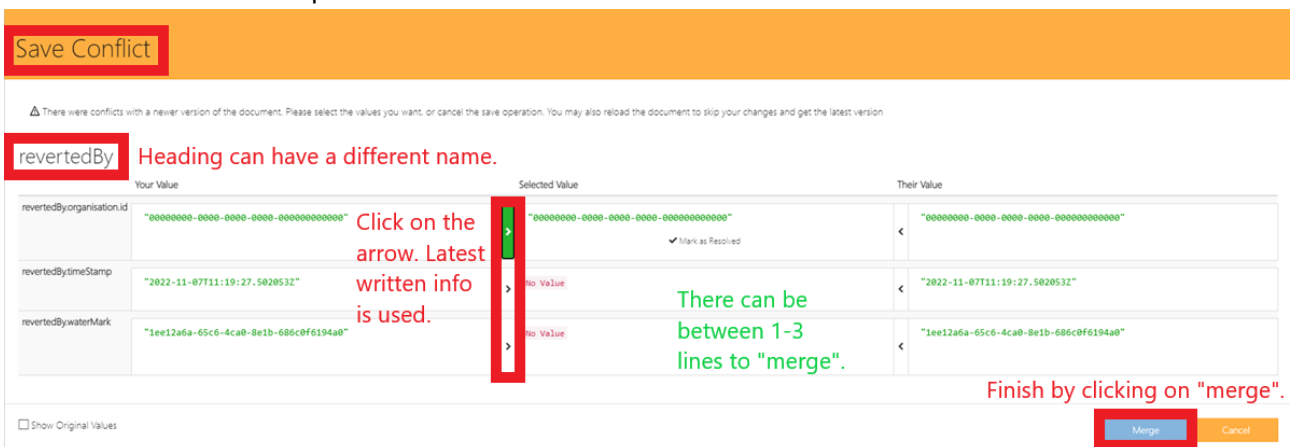 Save Conflict
⚠ There were conflicts with a newer version of the document. Please select the values you want, or cancel the save operation. You may also reload the document to skip your changes and get the latest version
revertedBy
Heading can have a different name.
Your Value
Selected Value
Their Value
revertedBy.organisation.id
"00000000-0000-0000-0000-000000000000"
"00000000-0000-0000-0000-000000000000"
✔ Mark as Resolved
"00000000-0000-0000-0000-000000000000"
Click on the
arrow. Latest
written info
is used.
revertedBy.timeStamp
"2022-11-07T11:19:27.502053Z"
No Value
"2022-11-07T11:19:27.502053Z"
There can be
between 1-3
lines to "merge".
revertedBy.waterMark
"1ee12a6a-65c6-4ca0-8e1b-686c0f6194a0"
No Value
"1ee12a6a-65c6-4ca0-8e1b-686c0f6194a0"
Finish by clicking on "merge".
Show Original Values
Merge
Cancel